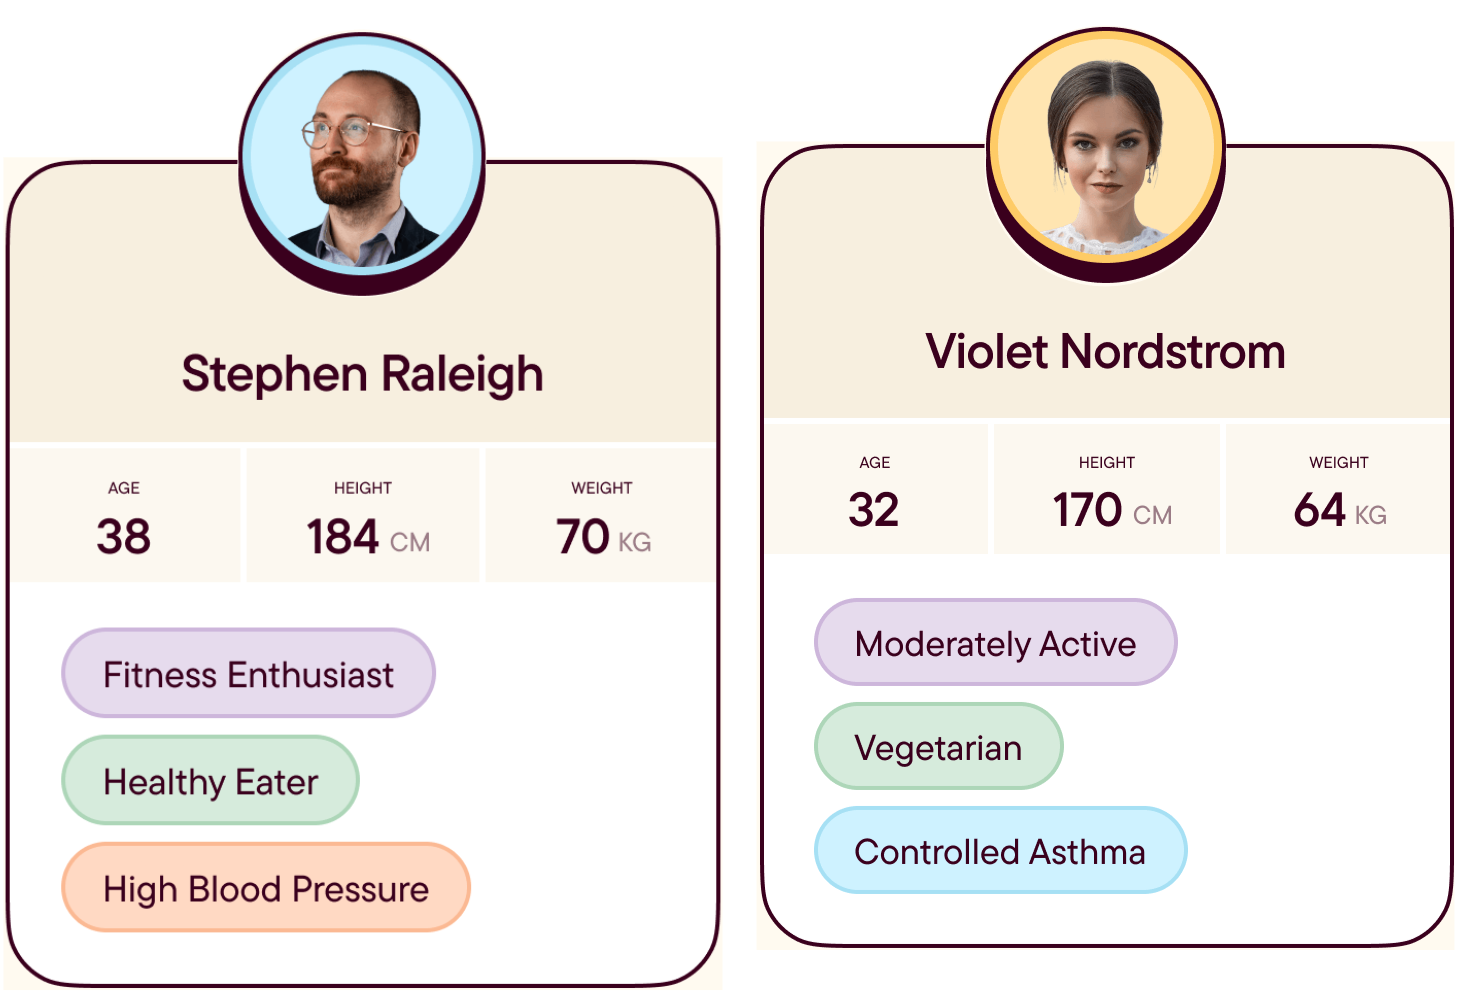 Stephen Raleigh
AGE
38
HEIGHT
184 CM
WEIGHT
70 KG
Fitness Enthusiast
Healthy Eater
High Blood Pressure
Violet Nordstrom
AGE
32
HEIGHT
170 CM
WEIGHT
64 KG
Moderately Active
Vegetarian
Controlled Asthma